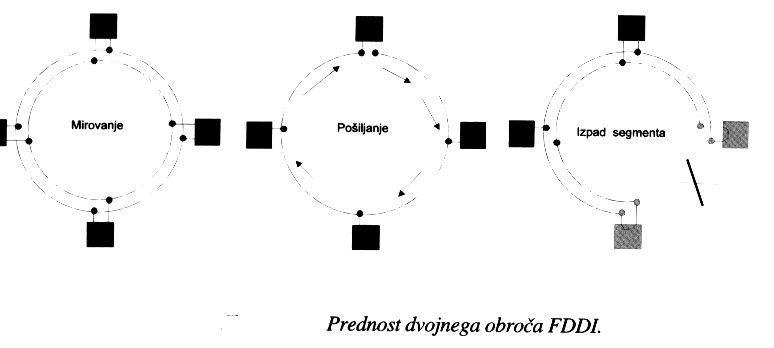 Mirovanje
Pošiljanje
Izpad segmenta
Prednost dvojnega obroča FDDI.